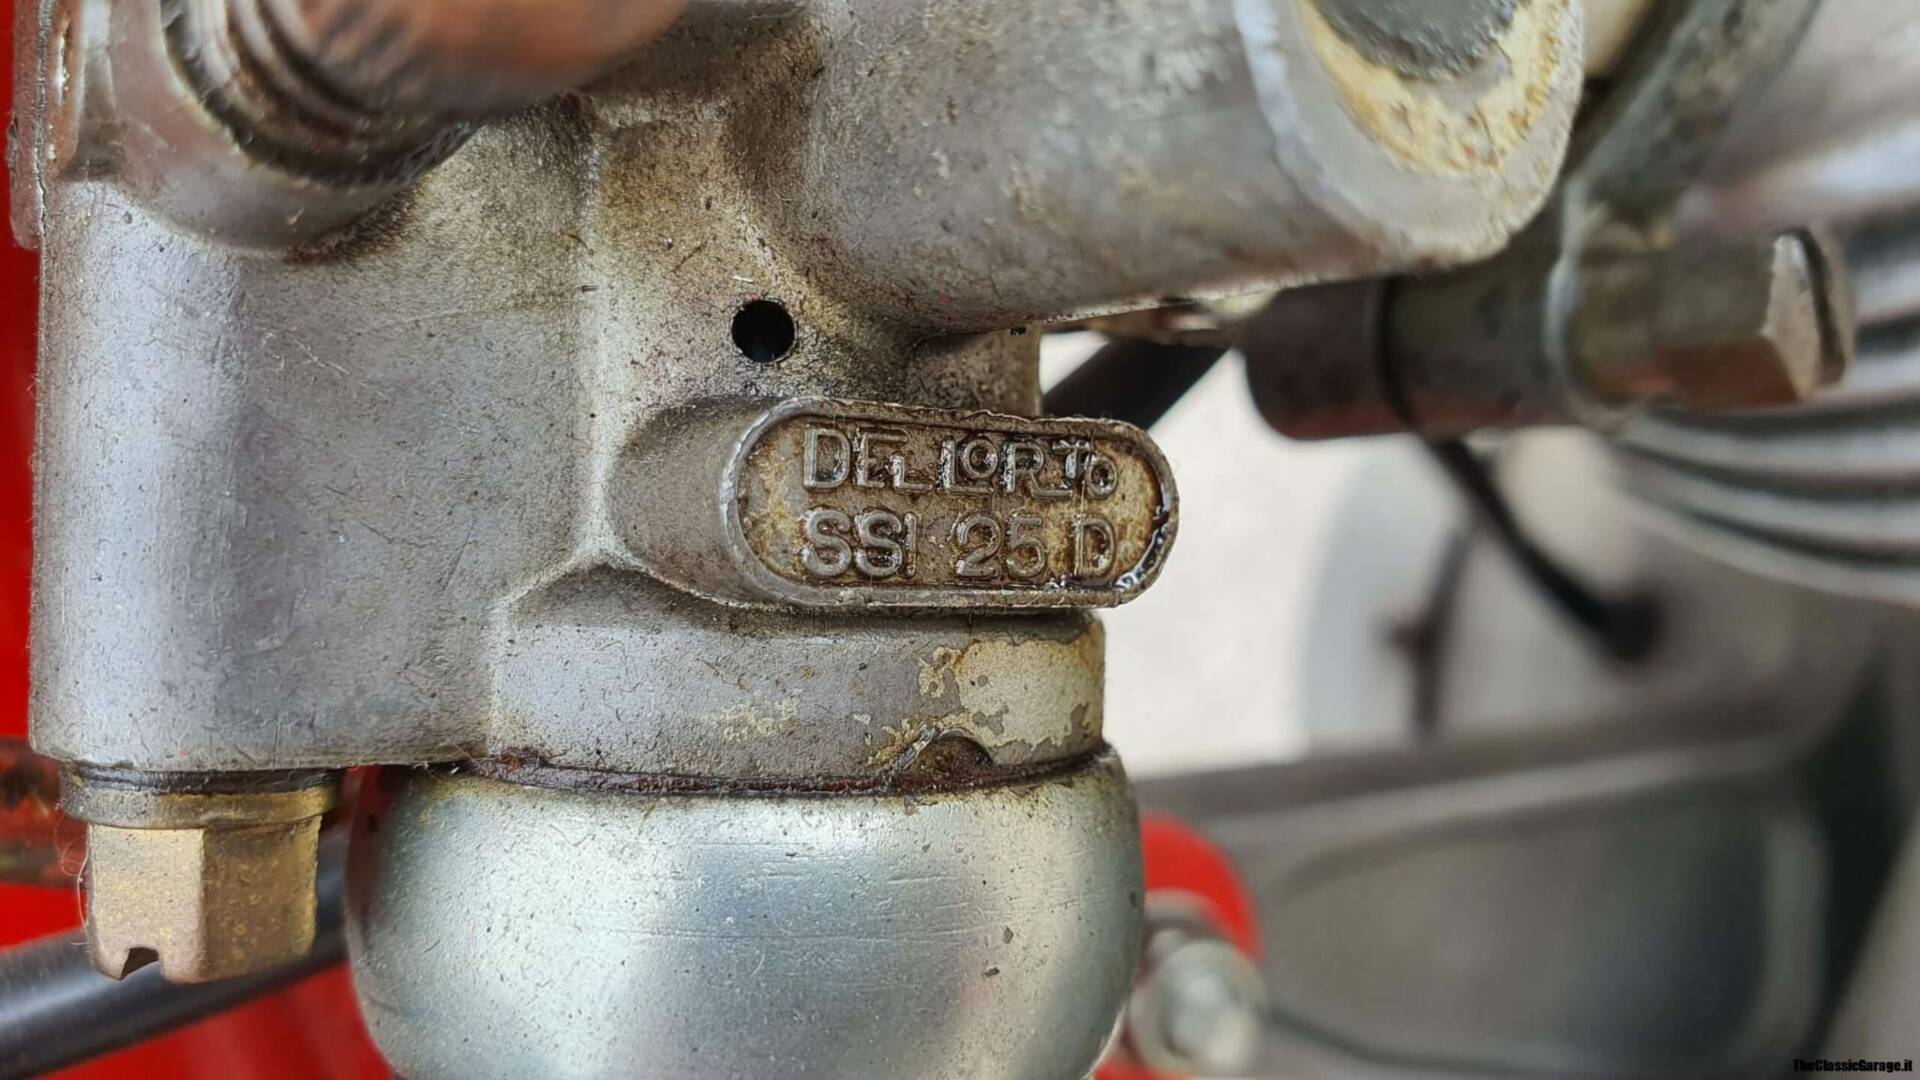 DELLORTO
SSI 25 D
TheClassicGarage.it